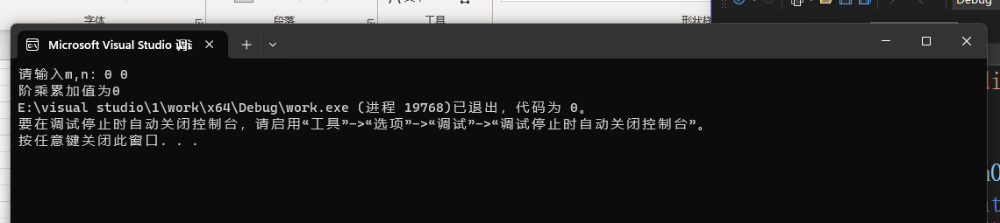 字体
段落
工具
Debug
Microsoft Visual Studio 调试
请输入m,n: 0 0
阶乘累加值为0
E:\visual studio\1\work\x64\Debug\work.exe (进程 19768)已退出，代码为 0。
要在调试停止时自动关闭控制台，请启用“工具”->“选项”->“调试”->“调试停止时自动关闭控制台”。
按任意键关闭此窗口. . .